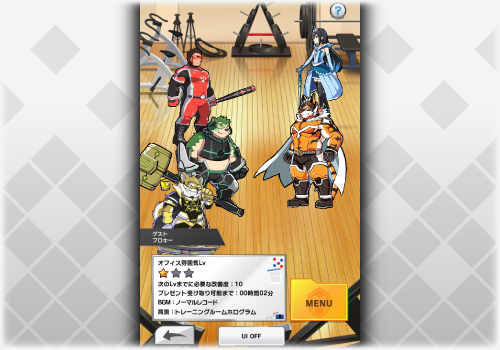 ?
ゲスト
ブロキー
オフィス雰囲気Lv
次のLvまでに必要な改善度：10
プレゼント受け取り可能まで：00時間02分
BGM：ノーマルレコード
背景：トレーニングルームホログラム
MENU
UI OFF